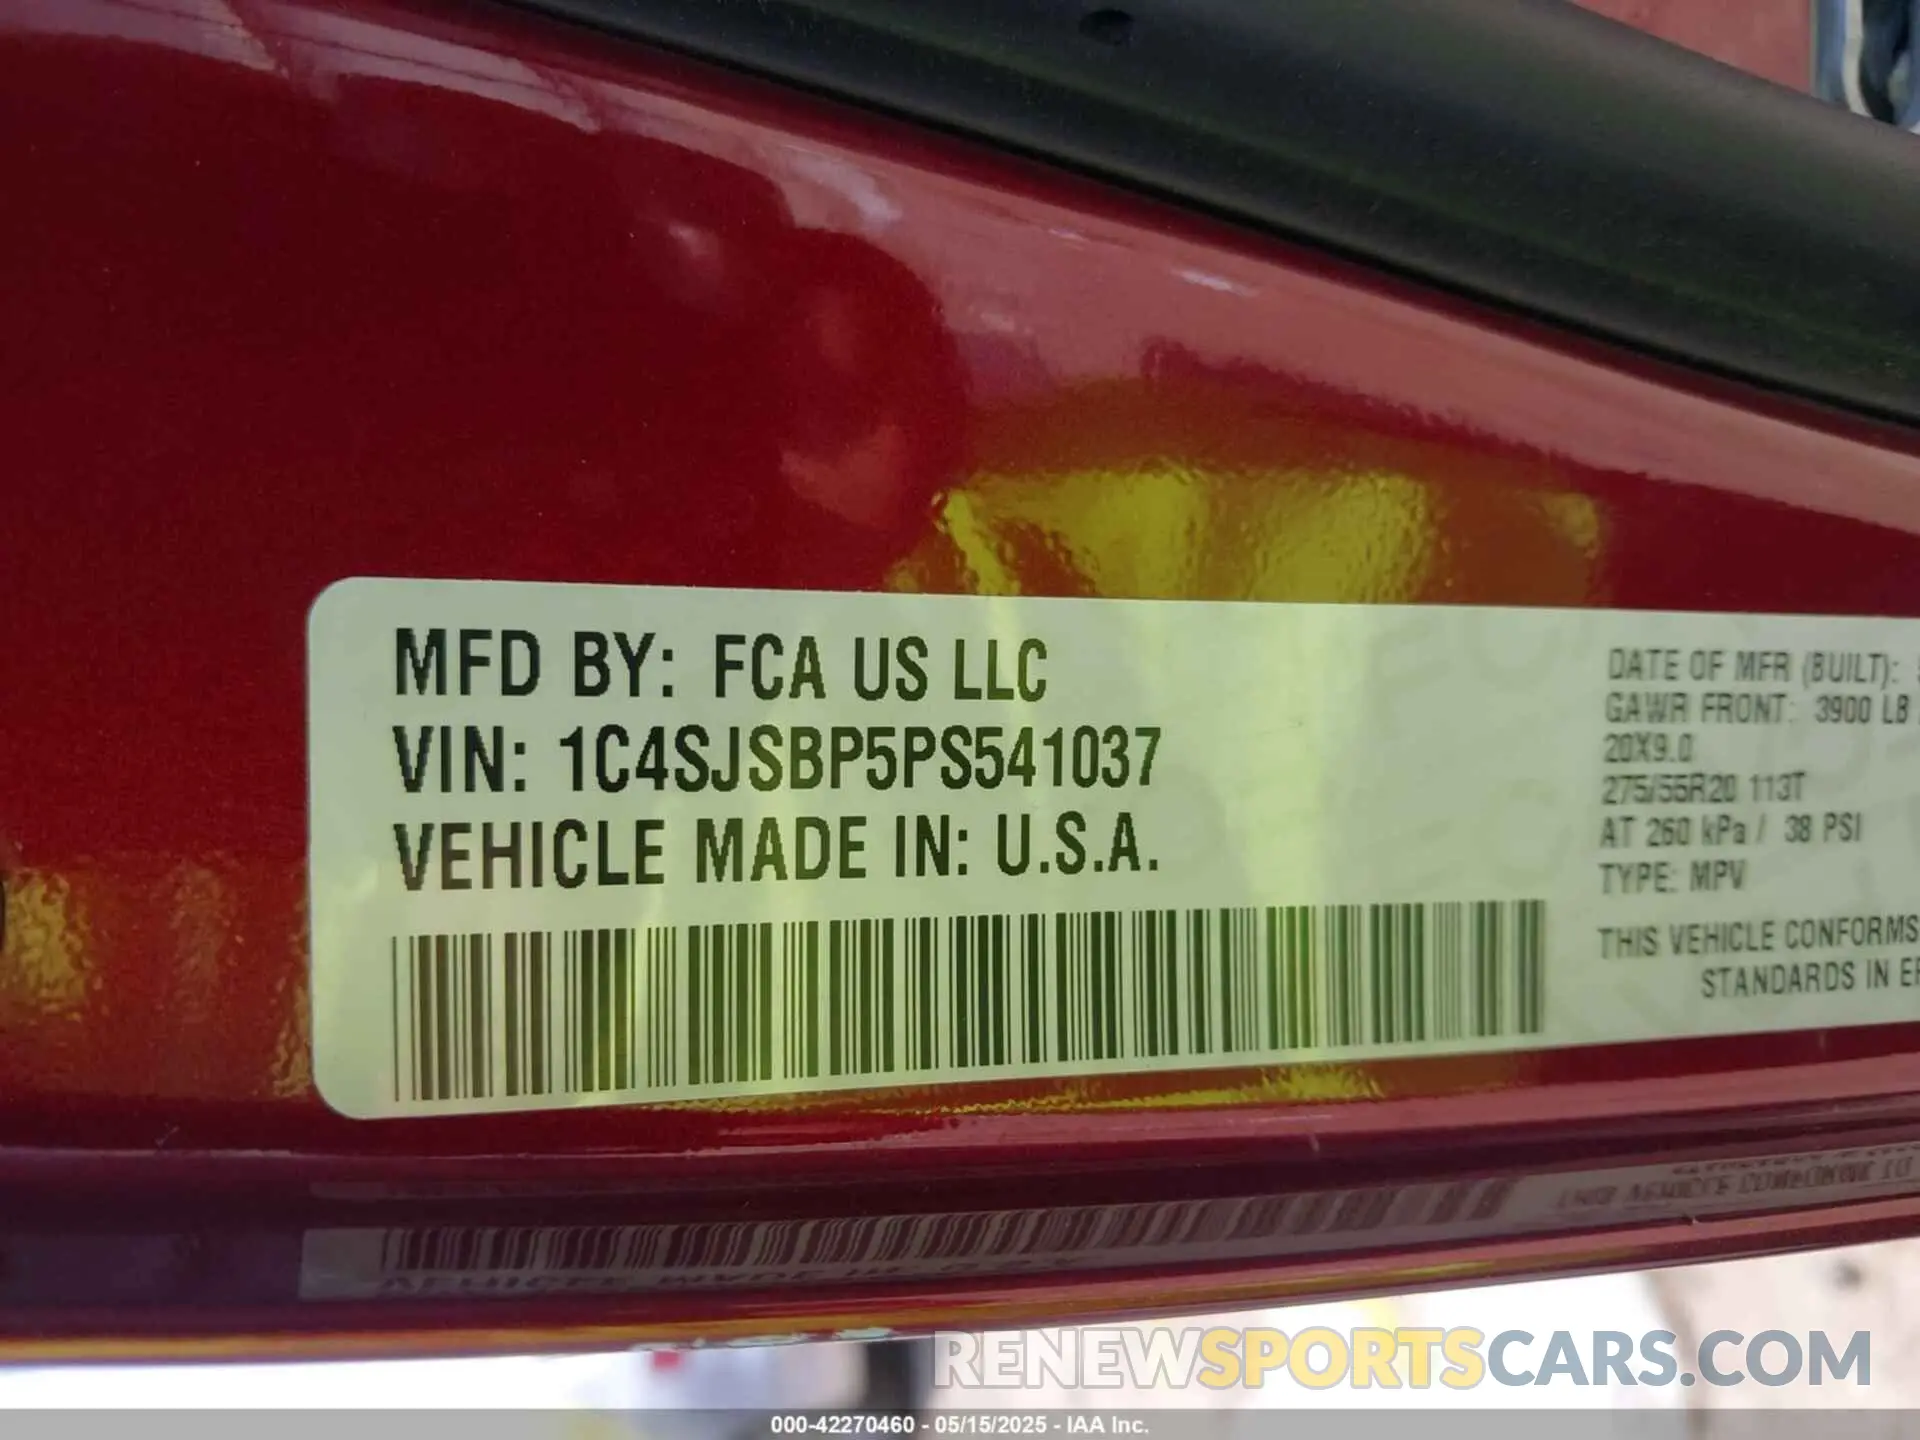 MFD BY: FCA US LLC
VIN: 1C4SJSBP5PS541037
VEHICLE MADE IN: U.S.A.
DATE OF MFR (BUILT):
GAWR FRONT: 3900 LB
20X9.0
275/55R20 113T
AT 260 kPa / 38 PSI
TYPE: MPV
THIS VEHICLE CONFORMS
STANDARDS IN
RENEWSPORTSCARS.COM
000-42270460 - 05/15/2025 - IAA Inc.